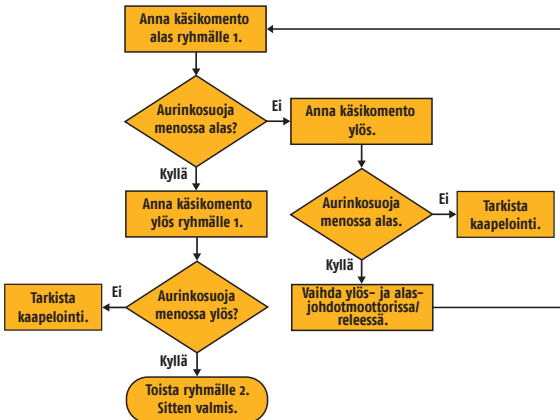 Anna käsikomento
alas ryhmälle 1.
Aurinkosuoja
menossa alas?
Ei
Anna käsikomento
ylös.
Kyllä
Anna käsikomento
ylös ryhmälle 1.
Aurinkosuoja
menossa alas.
Ei
Tarkista
kaapelointi.
Kyllä
Vaihda ylös- ja alas-
johdotmoottorissa/
releessä.
Aurinkosuoja
menossa ylös?
Ei
Tarkista
kaapelointi.
Kyllä
Toista ryhmälle 2.
Sitten valmis.